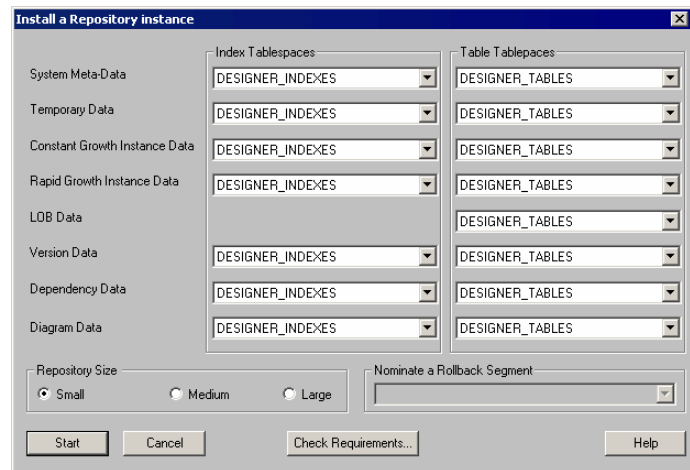 Install a Repository instance
Index Tablespaces Table Tablepaces
System Meta-Data DESIGNER_INDEXES DESIGNER_TABLES
Temporary Data DESIGNER_INDEXES DESIGNER_TABLES
Constant Growth Instance Data DESIGNER_INDEXES DESIGNER_TABLES
Rapid Growth Instance Data DESIGNER_INDEXES DESIGNER_TABLES
LOB Data DESIGNER_TABLES
Version Data DESIGNER_INDEXES DESIGNER_TABLES
Dependency Data DESIGNER_INDEXES DESIGNER_TABLES
Diagram Data DESIGNER_INDEXES DESIGNER_TABLES
Repository Size Nominate a Rollback Segment
Small Medium Large
Start Cancel Check Requirements... Help